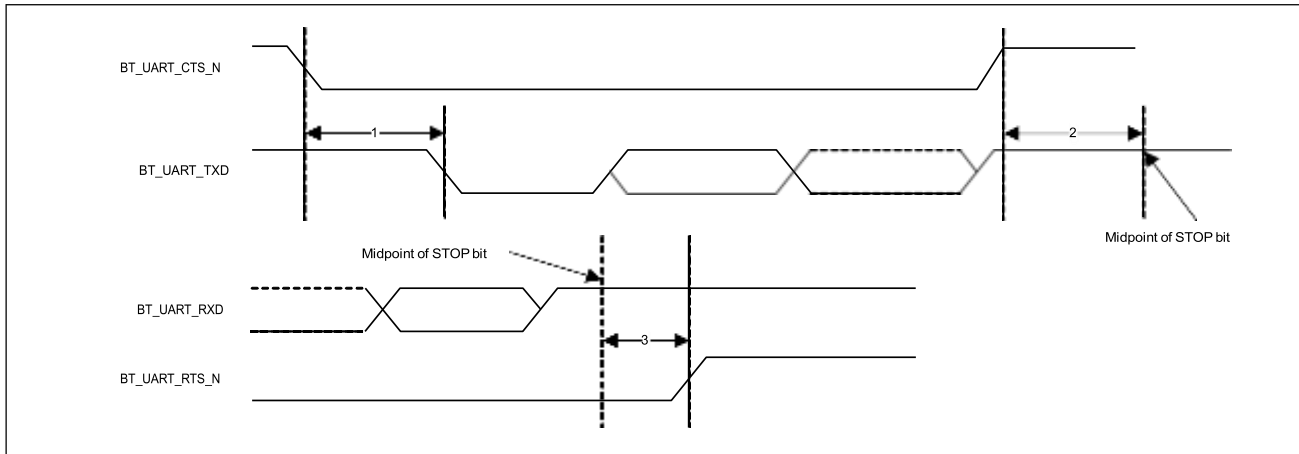 BT_UART_CTS_N
1
2
BT_UART_TXD
Midpoint of STOP bit
Midpoint of STOP bit
BT_UART_RXD
3
BT_UART_RTS_N